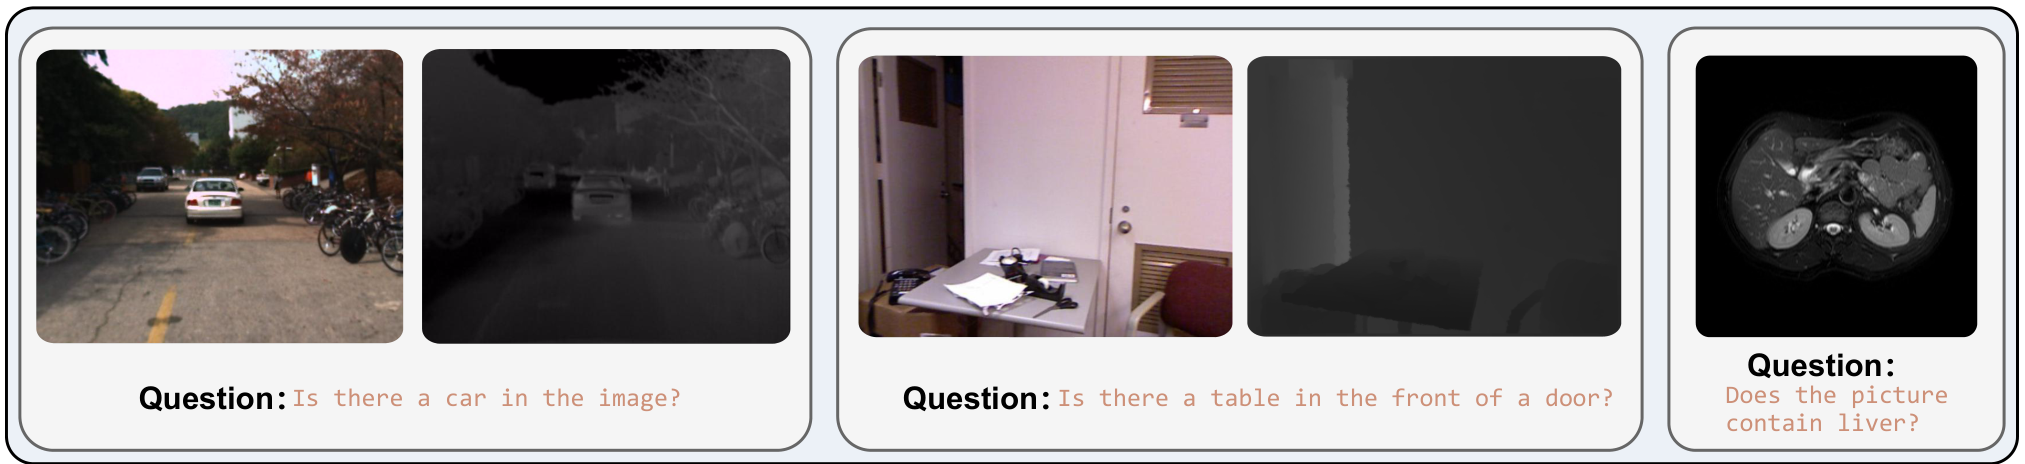 Question: Is there a car in the image?
Question: Is there a table in the front of a door?
Question:
Does the picture
contain liver?